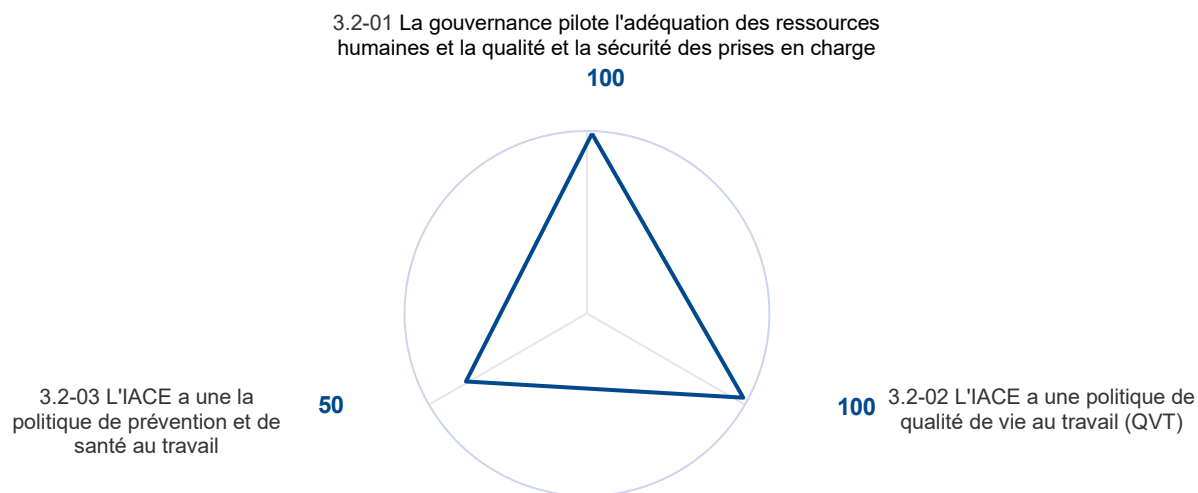 3.2-01 La gouvernance pilote l'adéquation des ressources
humaines et la qualité et la sécurité des prises en charge
100
3.2-03 L'IACE a une la
politique de prévention et de
santé au travail
50
100
3.2-02 L'IACE a une politique de
qualité de vie au travail (QVT)